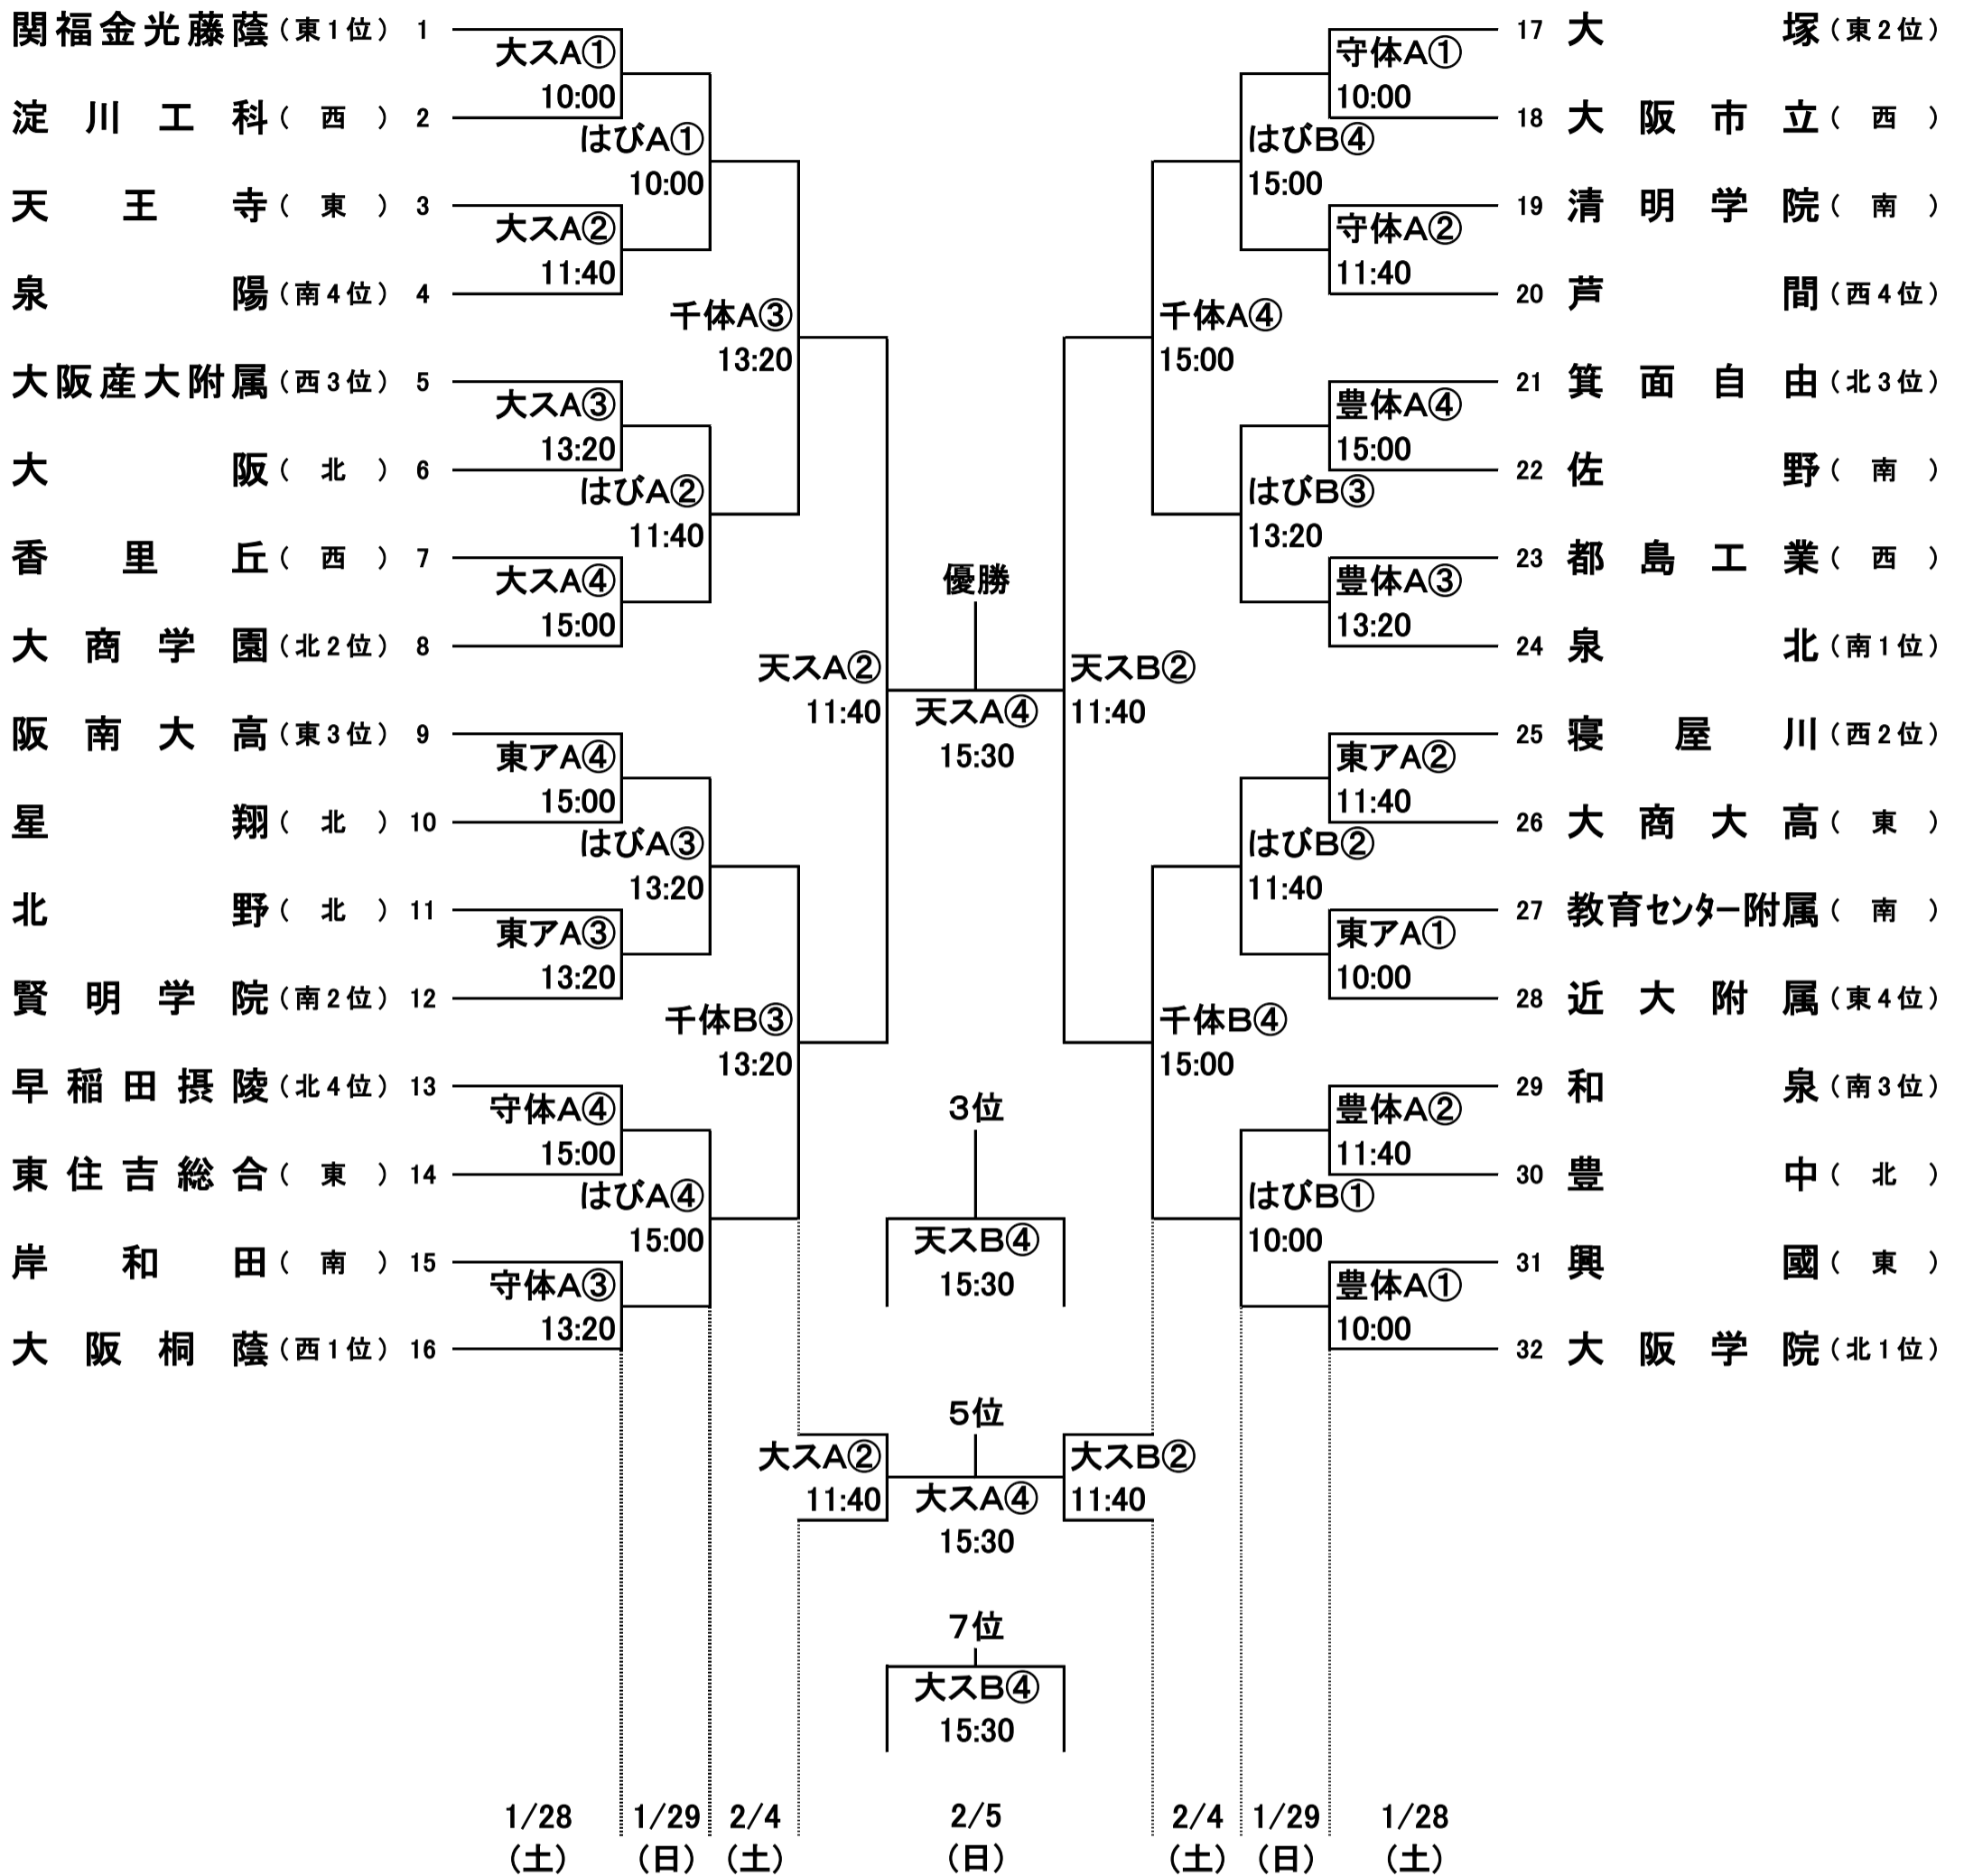 関福金光藤蔭（東1位） 1
淀川工科（ 西 ） 2
天王寺（ 東 ） 3
泉陽（南4位） 4
大阪産大附属（西3位） 5
大阪（ 北 ） 6
香里丘（ 西 ） 7
大商学園（北2位） 8
阪南大高（東3位） 9
星翔（ 北 ） 10
北野（ 北 ） 11
賢明学院（南2位） 12
早稲田摂陵（北4位） 13
東住吉総合（ 東 ） 14
岸和田（ 南 ） 15
大阪桐蔭（西1位） 16
大スA①
10:00
大スA②
11:40
大スA③
13:20
大スA④
15:00
東アA④
15:00
東アA③
13:20
守体A④
15:00
守体A③
13:20
はびA①
10:00
はびA②
11:40
はびA③
13:20
はびA④
15:00
千体A③
13:20
千体B③
13:20
天スA②
11:40
優勝
天スA④
15:30
3位
天スB④
15:30
5位
大スA②
11:40
大スA④
15:30
大スB②
11:40
7位
大スB④
15:30
天スB②
11:40
千体A④
15:00
千体B④
15:00
はびB④
15:00
はびB③
13:20
はびB②
11:40
はびB①
10:00
守体A①
10:00
守体A②
11:40
豊体A④
15:00
豊体A③
13:20
東アA②
11:40
東アA①
10:00
豊体A②
11:40
豊体A①
10:00
17 大塚（東2位）
18 大阪市立（ 西 ）
19 清明学院（ 南 ）
20 芦間（西4位）
21 箕面自由（北3位）
22 佐野（ 南 ）
23 都島工業（ 西 ）
24 泉北（南1位）
25 寝屋川（西2位）
26 大商大高（ 東 ）
27 教育センター附属（ 南 ）
28 近大附属（東4位）
29 和泉（南3位）
30 豊中（ 北 ）
31 興國（ 東 ）
32 大阪学院（北1位）
1/28 1/29 2/4 2/5 2/4 1/29 1/28
（土） （日） （土） （日） （土） （日） （土）